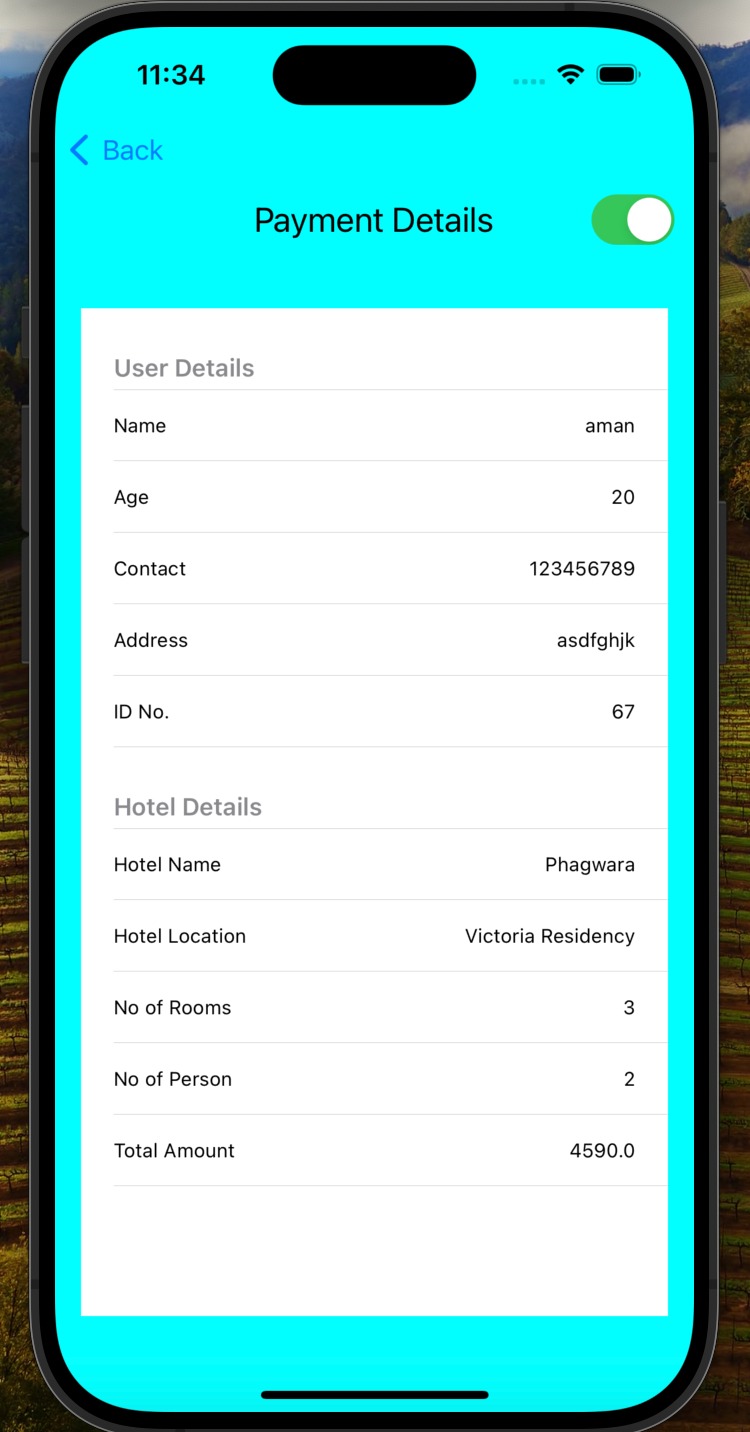 11:34
Back
Payment Details
User Details
Name aman
Age 20
Contact 123456789
Address asdfghjk
ID No. 67
Hotel Details
Hotel Name Phagwara
Hotel Location Victoria Residency
No of Rooms 3
No of Person 2
Total Amount 4590.0